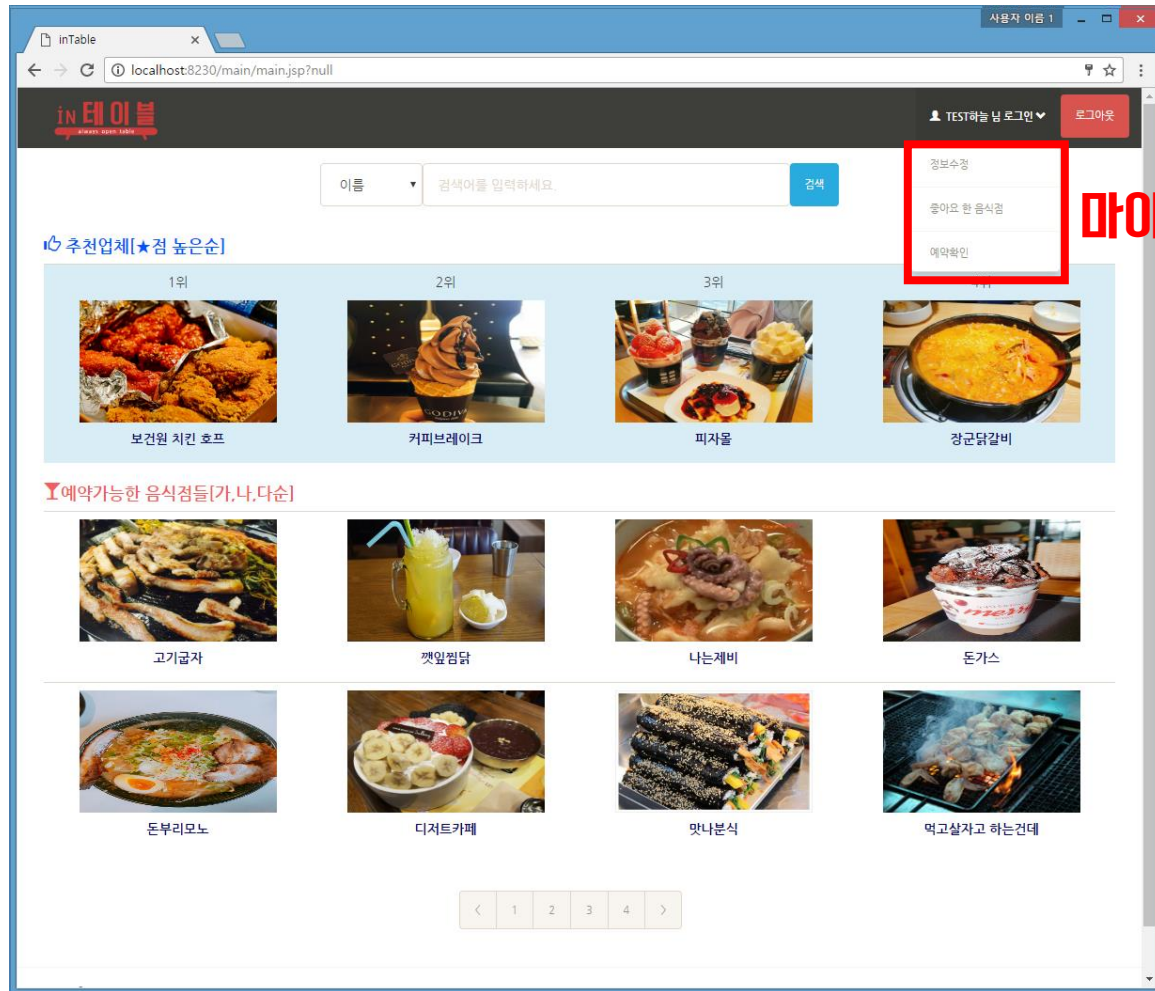 사용자 이름 1
inTable
localhost:8230/main/main.jsp?null
in 테이블
always open table
TEST하늘 님 로그인
로그아웃
정보수정
좋아요 한 음식점
예약확인
마이
이름
검색어를 입력하세요.
검색
추천업체[★점 높은순]
1위 2위 3위
GODIVA
보건원 치킨 호프 커피브레이크 피자몰 장군닭갈비
예약가능한 음식점들[가,나,다순]
고기굽자 깻잎찜닭 나는제비 돈가스
돈부리모노 디저트카페 맛나분식 먹고살자고 하는건데
< 1 2 3 4 >